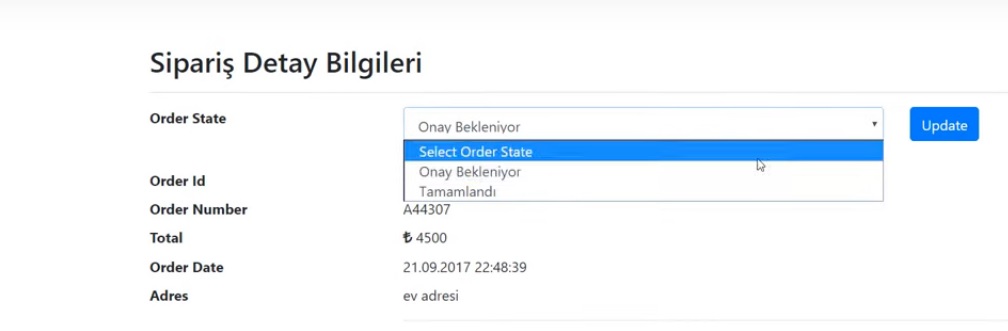 Sipariş Detay Bilgileri
Order State
Onay Bekleniyor
Update
Select Order State
Onay Bekleniyor
Tamamlandı
Order Id
Order Number A44307
Total ₺ 4500
Order Date 21.09.2017 22:48:39
Adres ev adresi